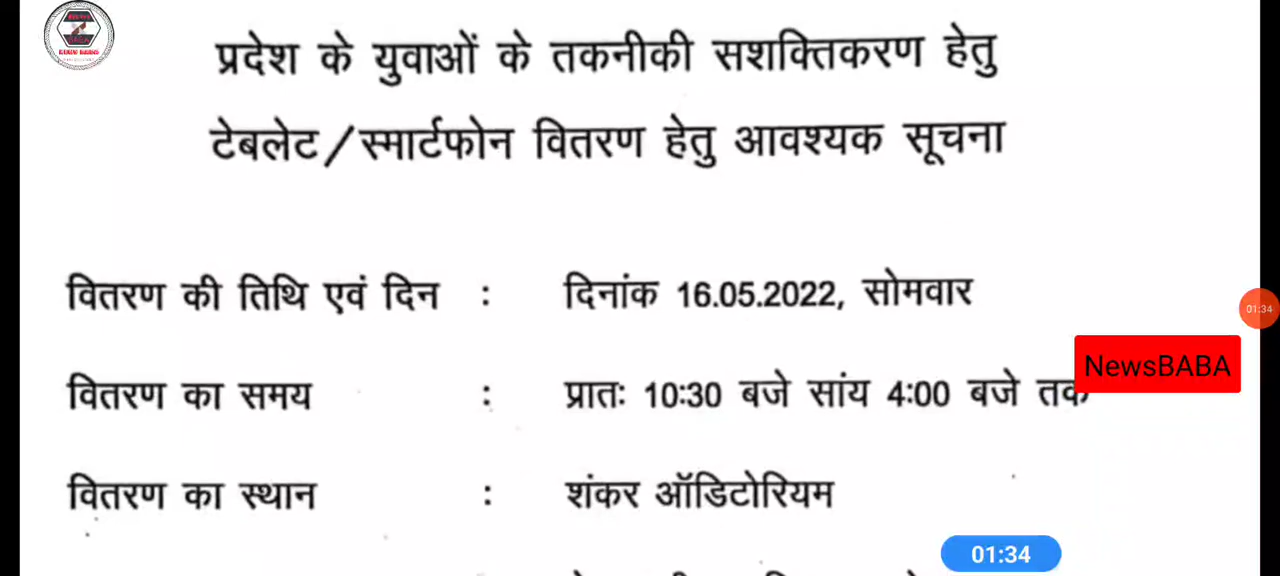 प्रदेश के युवाओं के तकनीकी सशक्तिकरण हेतु
टेबलेट/स्मार्टफोन वितरण हेतु आवश्यक सूचना
वितरण की तिथि एवं दिन : दिनांक 16.05.2022, सोमवार
01:34
NewsBABA
वितरण का समय : प्रातः 10:30 बजे सांय 4:00 बजे तक
वितरण का स्थान : शंकर ऑडिटोरियम
01:34